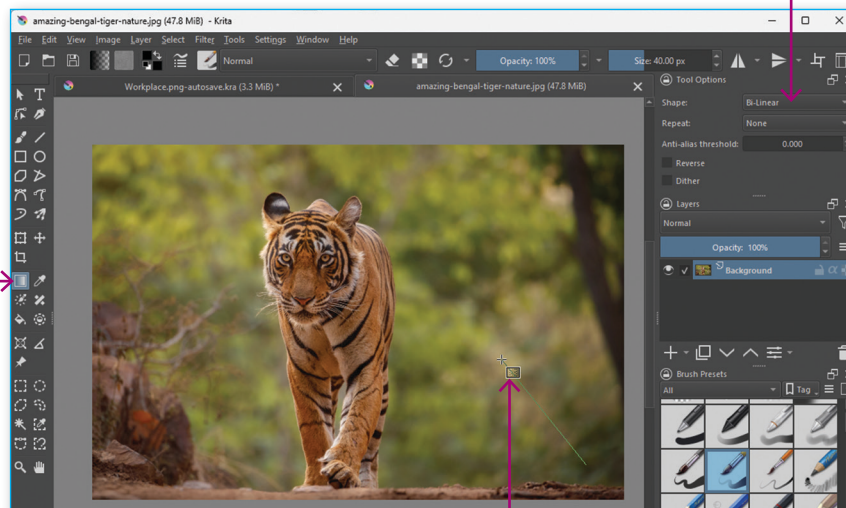 amazing-bengal-tiger-nature.jpg (47.8 MiB) - Krita
File Edit View Image Layer Select Filter Tools Settings Window Help
Normal
Opacity: 100%
Size: 40.00 px
Workplace.png-autosave.kra (3.3 MiB) *
amazing-bengal-tiger-nature.jpg (47.8 MiB)
Tool Options
Shape: Bi-Linear
Repeat: None
Anti-alias threshold: 0.000
Reverse
Dither
Layers
Normal
Opacity: 100%
Background
Brush Presets
All
Tag